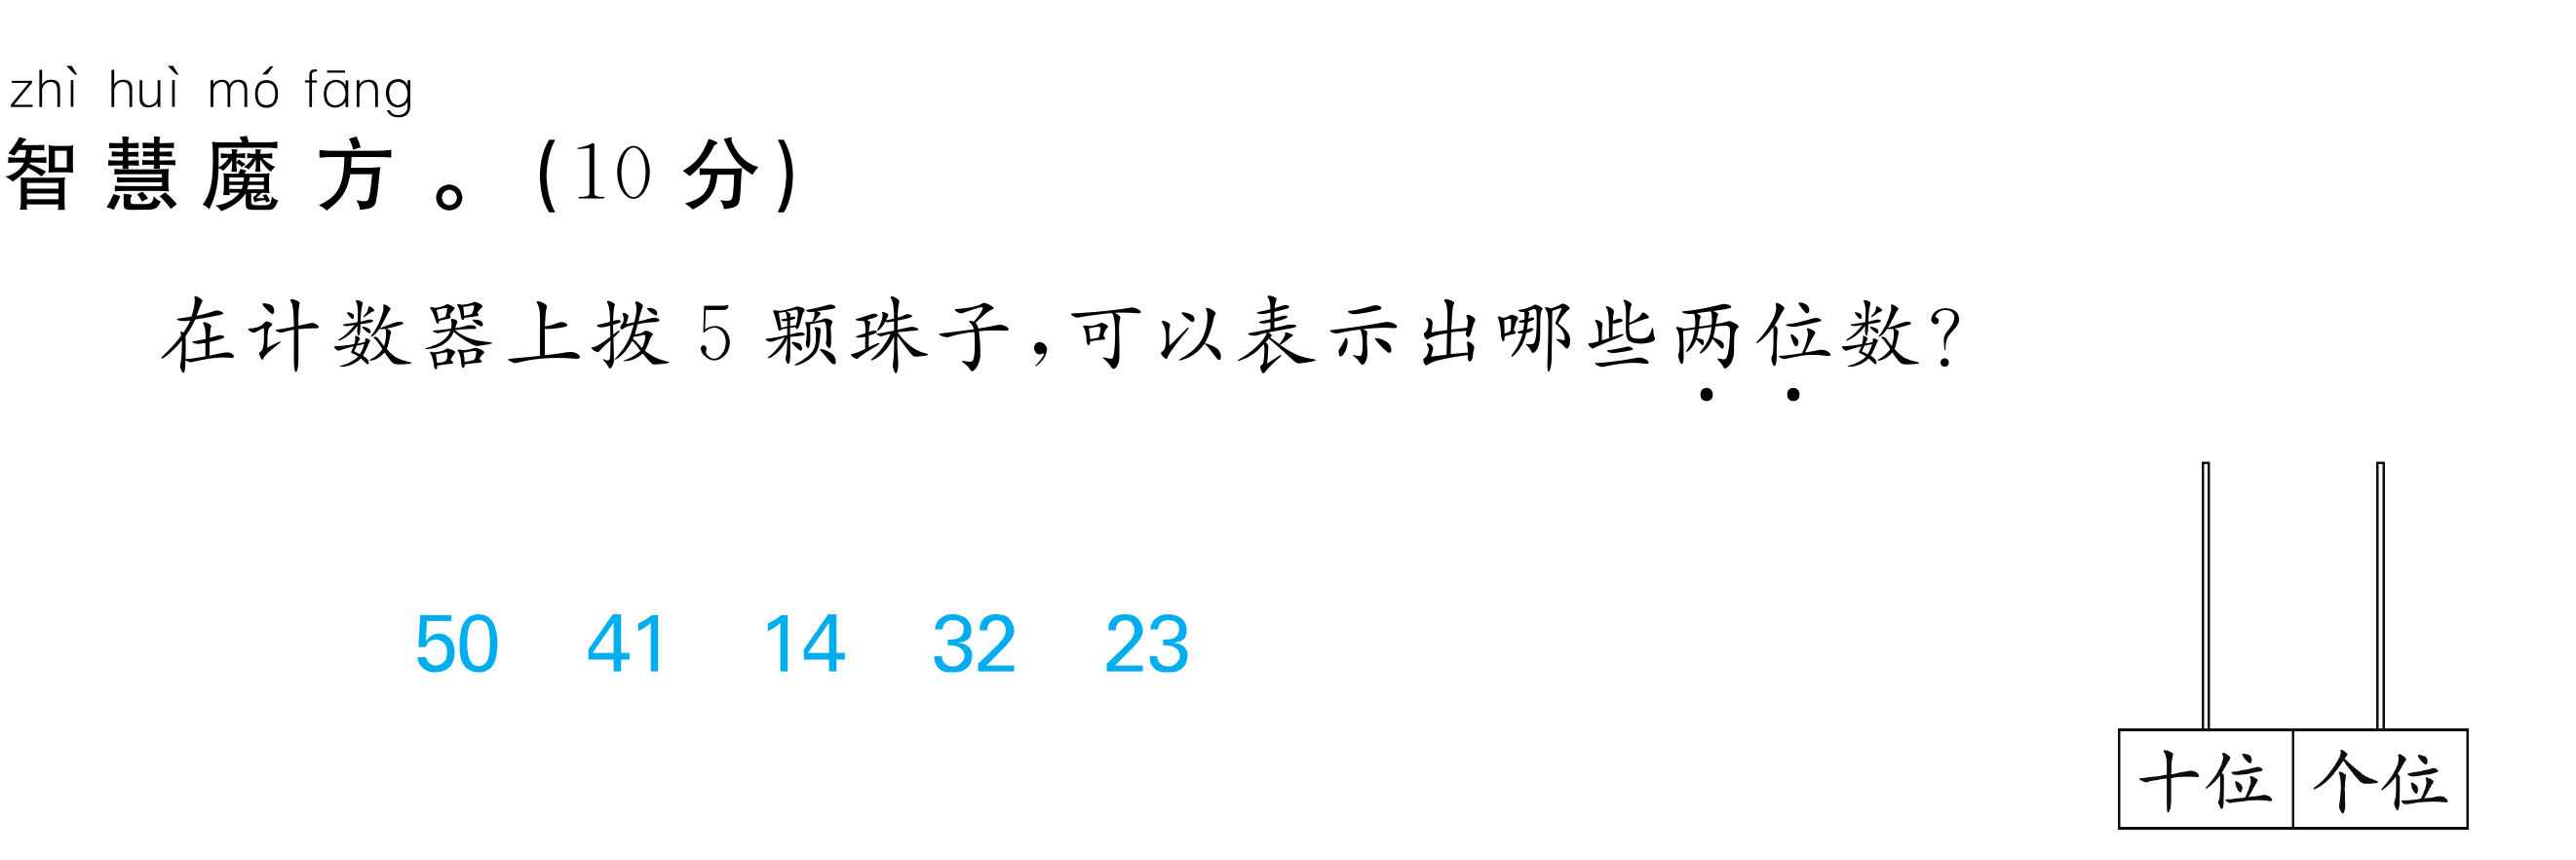 zhì huì mó fāng
智慧魔方。(10分)
在计数器上拨5颗珠子,可以表示出哪些两位数?
50 41 14 32 23
十位 个位